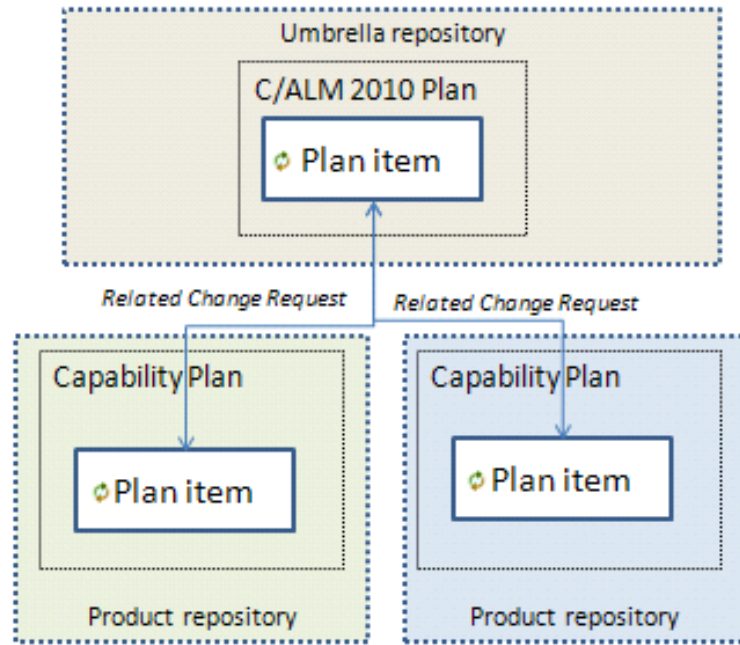 Umbrella repository
C/ALM 2010 Plan
Plan item
Related Change Request
Related Change Request
Capability Plan
Plan item
Product repository
Capability Plan
Plan item
Product repository